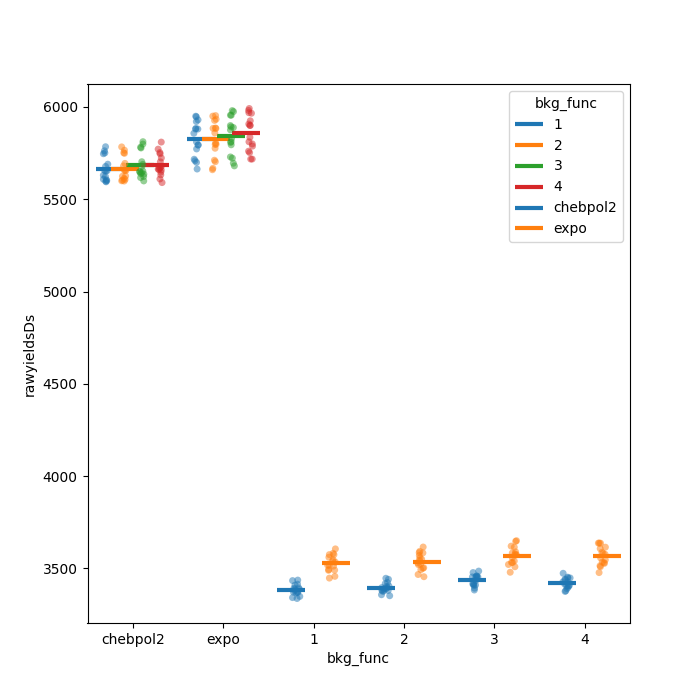 bkg_func
1
2
3
4
chebpol2
expo
6000
5500
5000
4500
4000
3500
rawyieldsDs
chebpol2 expo 1 2 3 4
bkg_func